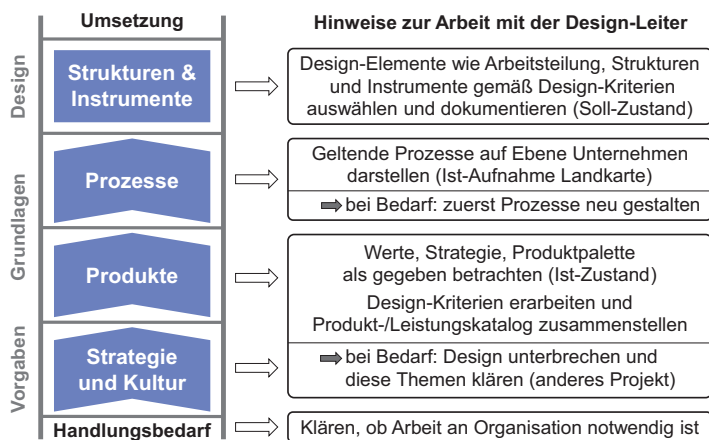 Umsetzung
Hinweise zur Arbeit mit der Design-Leiter
Design
Strukturen &
Instrumente
Design-Elemente wie Arbeitsteilung, Strukturen
und Instrumente gemäß Design-Kriterien
auswählen und dokumentieren (Soll-Zustand)
Grundlagen
Prozesse
Geltende Prozesse auf Ebene Unternehmen
darstellen (Ist-Aufnahme Landkarte)
bei Bedarf: zuerst Prozesse neu gestalten
Produkte
Werte, Strategie, Produktpalette
als gegeben betrachten (Ist-Zustand)
Design-Kriterien erarbeiten und
Produkt-/Leistungskatalog zusammenstellen
Vorgaben
Strategie
und Kultur
bei Bedarf: Design unterbrechen und
diese Themen klären (anderes Projekt)
Handlungsbedarf
Klären, ob Arbeit an Organisation notwendig ist